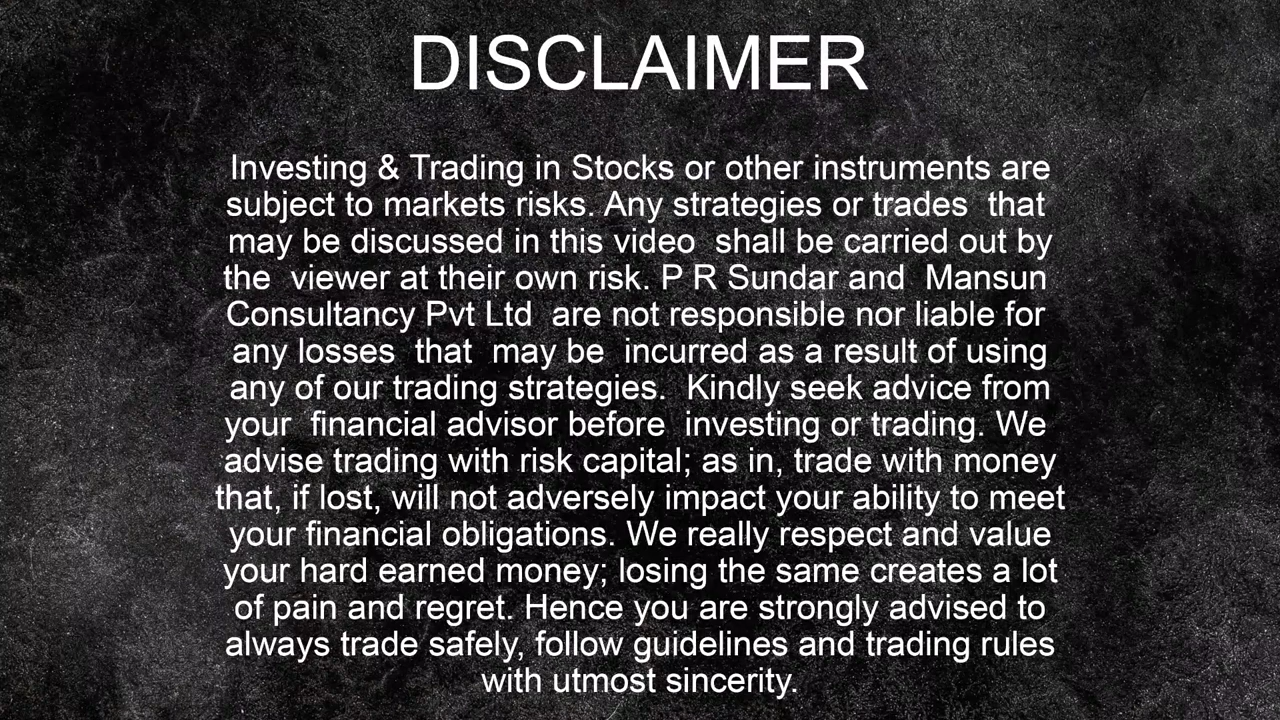 DISCLAIMER
Investing & Trading in Stocks or other instruments are
subject to markets risks. Any strategies or trades  that
may be discussed in this video  shall be carried out by
the  viewer at their own risk. P R Sundar and  Mansun
Consultancy Pvt Ltd  are not responsible nor liable for
any losses  that  may be  incurred as a result of using
any of our trading strategies.  Kindly seek advice from
your  financial advisor before  investing or trading. We
advise trading with risk capital; as in, trade with money
that, if lost, will not adversely impact your ability to meet
your financial obligations. We really respect and value
your hard earned money; losing the same creates a lot
of pain and regret. Hence you are strongly advised to
always trade safely, follow guidelines and trading rules
with utmost sincerity.